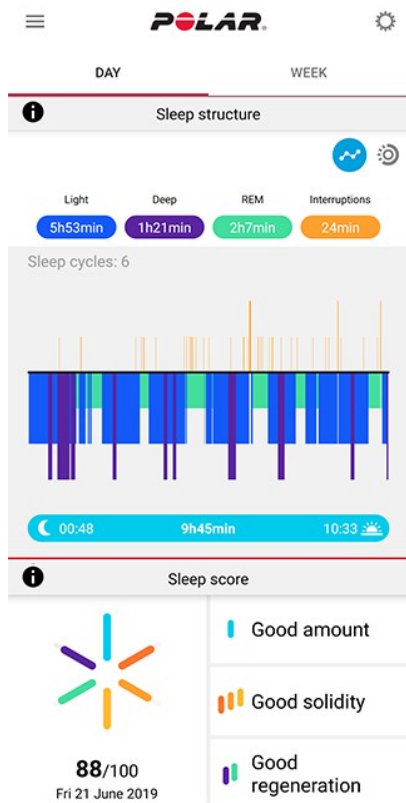 POLAR
DAY WEEK
Sleep structure
Light Deep REM Interruptions
5h53min 1h21min 2h7min 24min
Sleep cycles: 6
00:48 9h45min 10:33
Sleep score
Good amount
Good solidity
88/100
Fri 21 June 2019
Good
regeneration